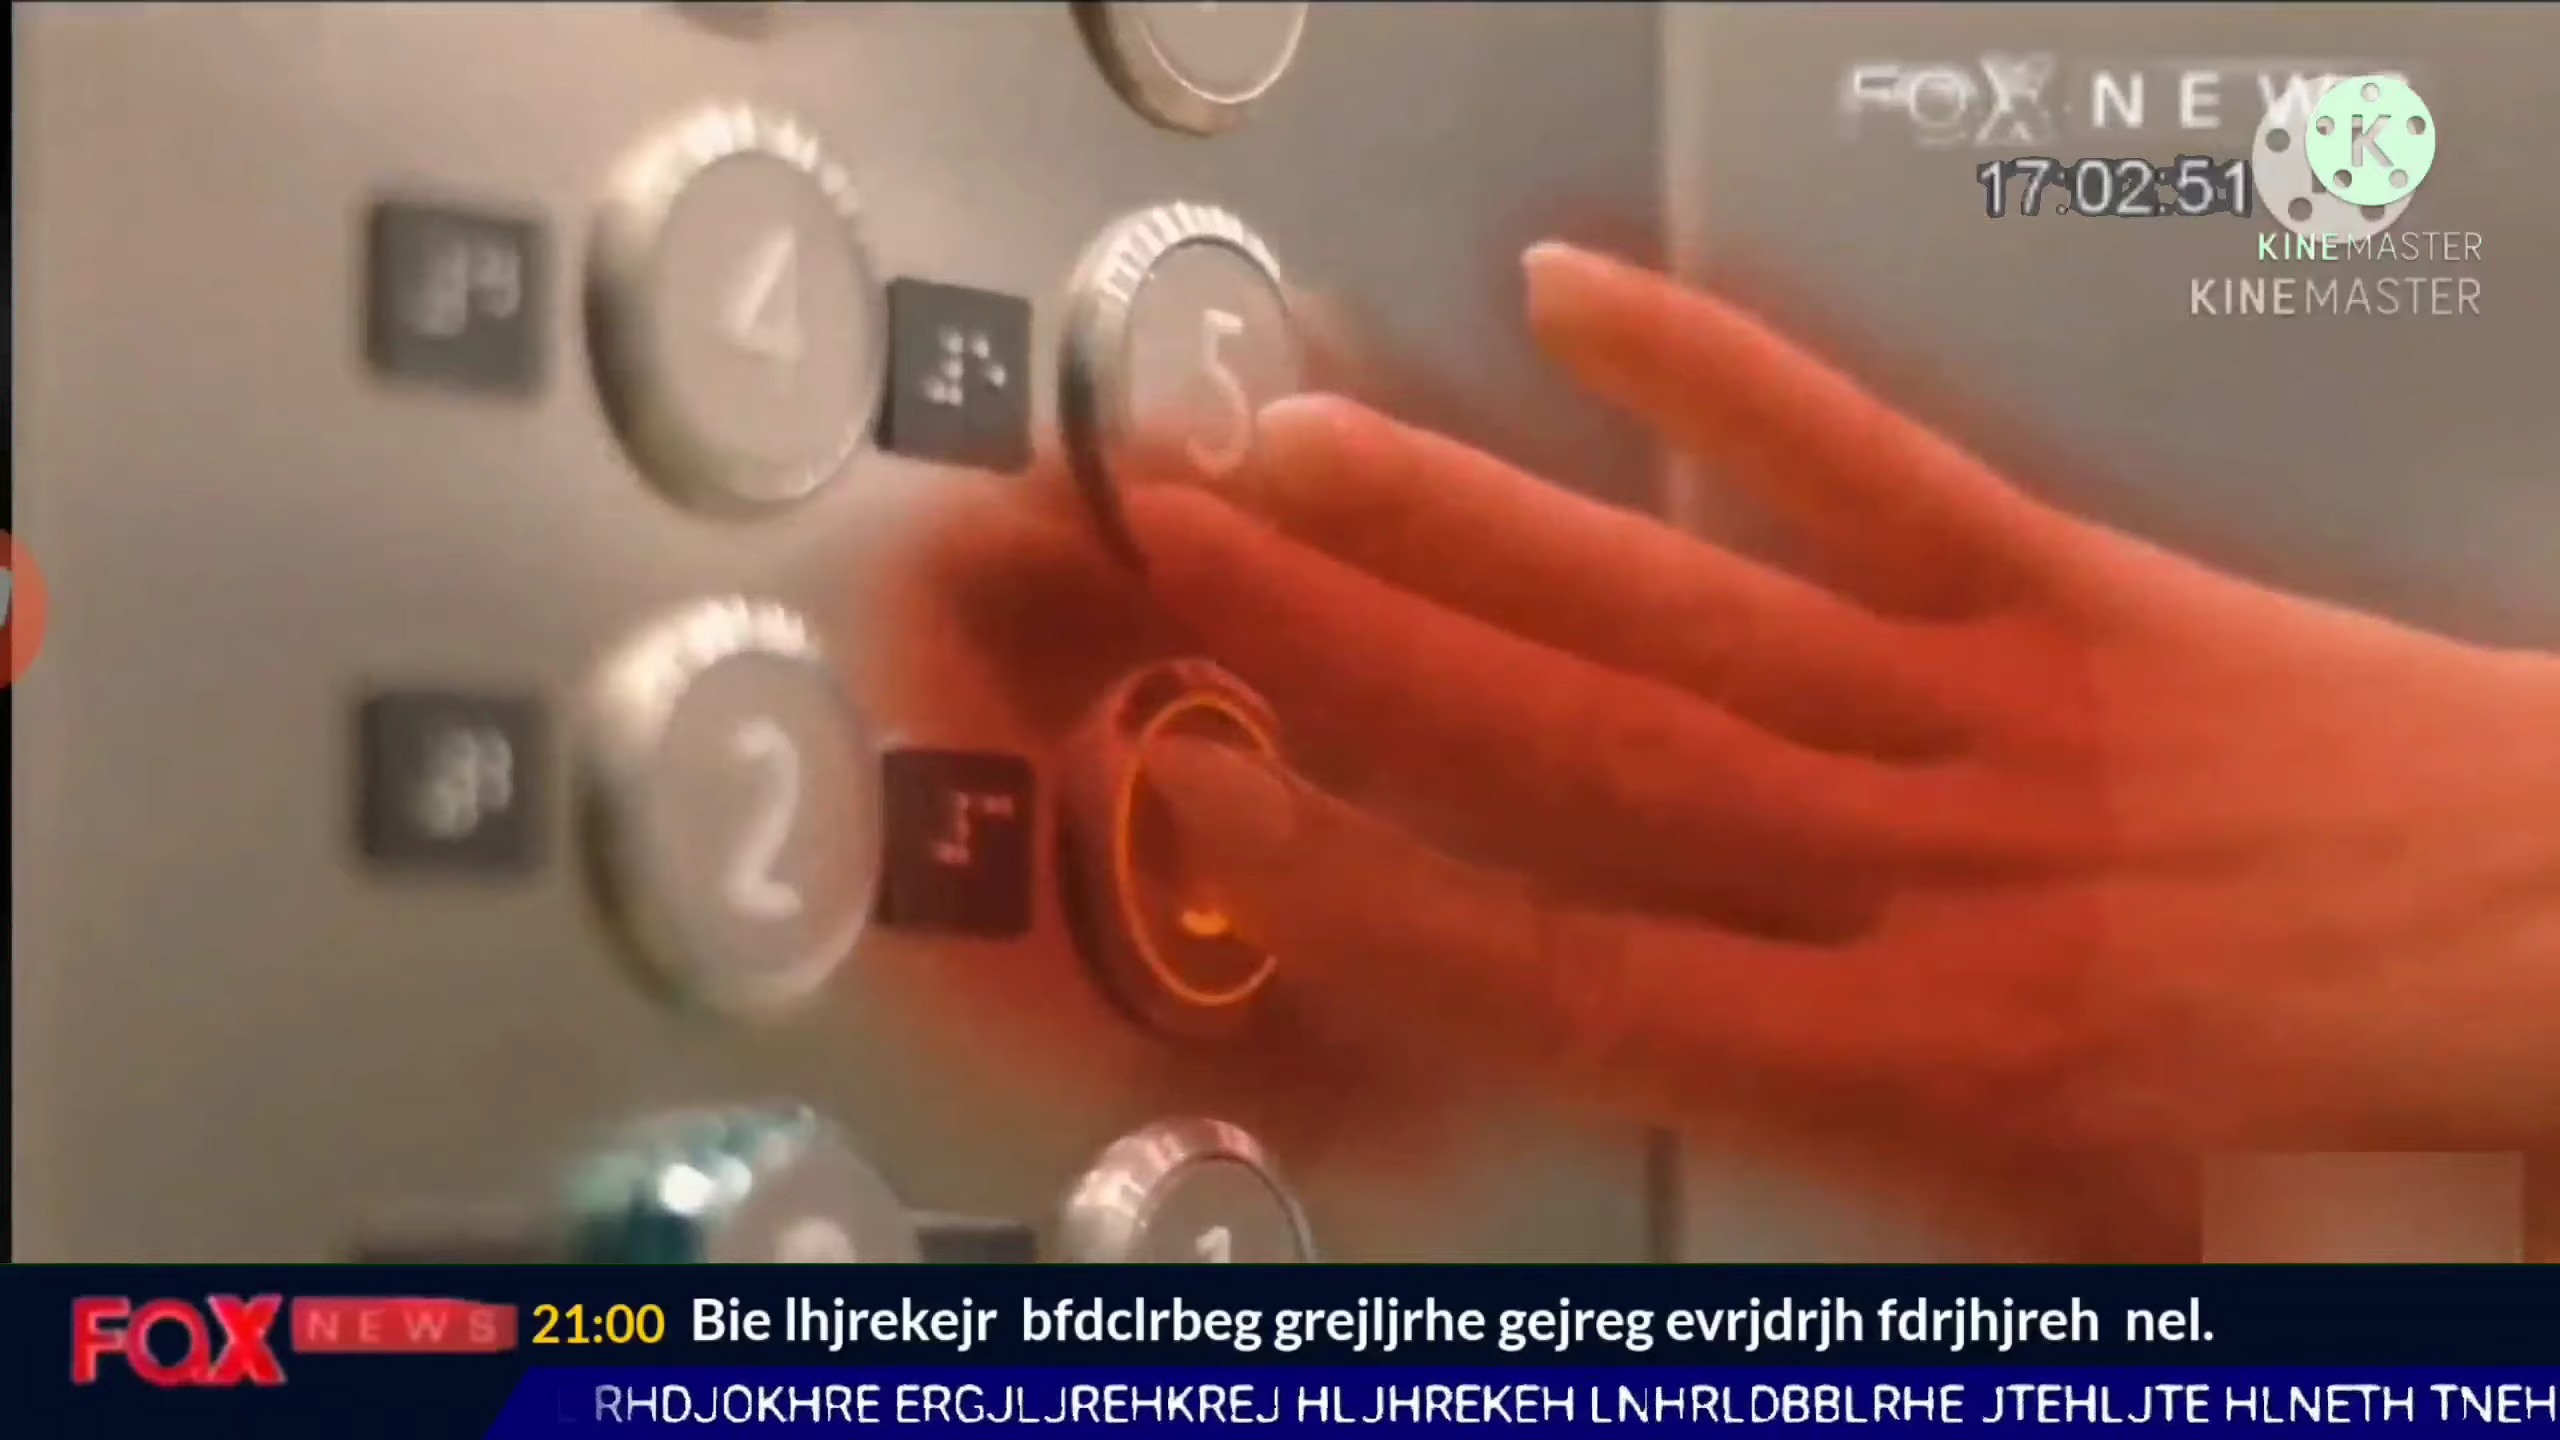 FOX NEWS
17:02:51
K
KINEMASTER
KINEMASTER
4
5
2
1
FOX NEWS
21:00 Bie lhjrekejr bfdclrbeg grejljrhe gejreg evrjdrjh fdrjhjreh nel.
RHDJOKHRE ERGJLJREHKREJ HLJHREKEH LNHRLDBBLRHE JTEHLJTE HLNETH TNEH